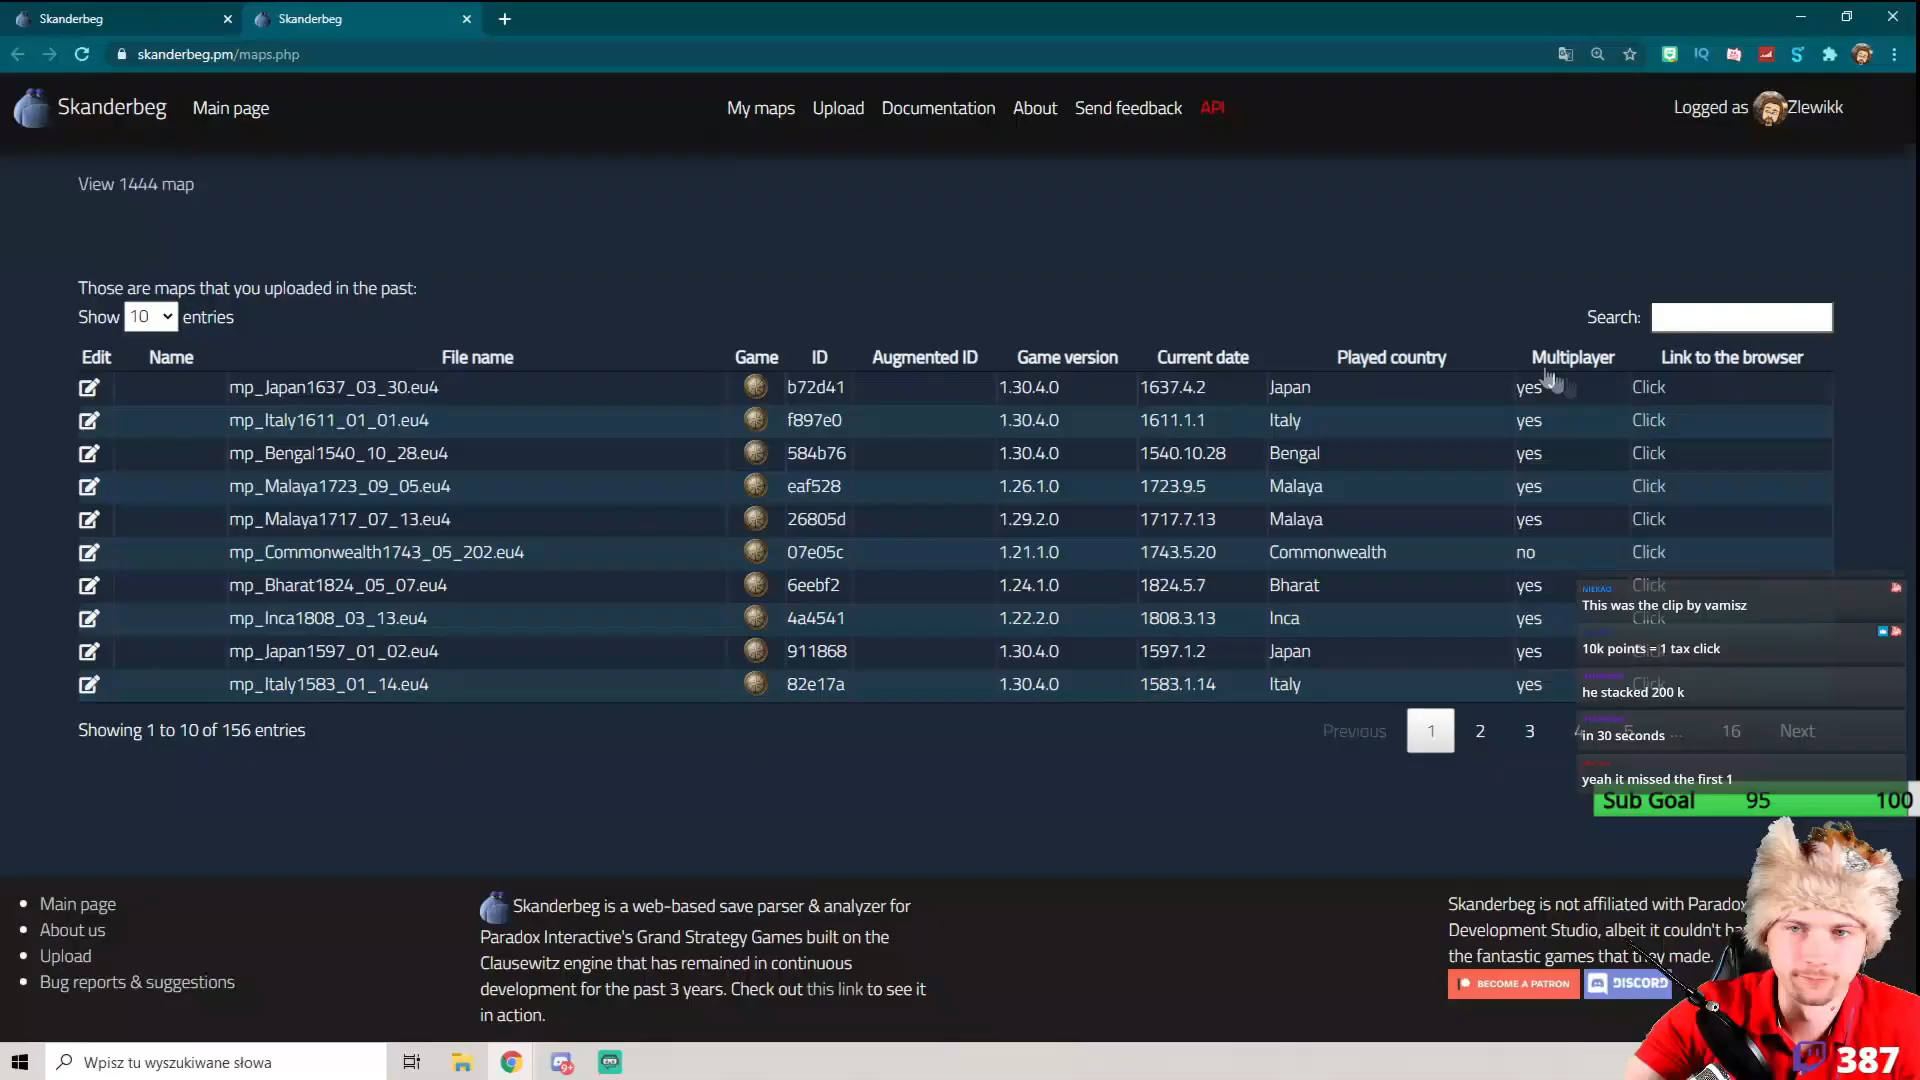 Skanderbeg
Skanderbeg
skanderbeg.pm/maps.php
Skanderbeg
Main page
My maps
Upload
Documentation
About
Send feedback
API
Logged as
Zlewikk
View 1444 map
Those are maps that you uploaded in the past:
Show 10 entries
Search:
Edit Name File name Game ID Augmented ID Game version Current date Played country Multiplayer Link to the browser
mp_Japan1637_03_30.eu4 b72d41 1.30.4.0 1637.4.2 Japan yes Click
mp_Italy1611_01_01.eu4 f897e0 1.30.4.0 1611.1.1 Italy yes Click
mp_Bengal1540_10_28.eu4 584b76 1.30.4.0 1540.10.28 Bengal yes Click
mp_Malaya1723_09_05.eu4 eaf528 1.26.1.0 1723.9.5 Malaya yes Click
mp_Malaya1717_07_13.eu4 26805d 1.29.2.0 1717.7.13 Malaya yes Click
mp_Commonwealth1743_05_202.eu4 07e05c 1.21.1.0 1743.5.20 Commonwealth no Click
mp_Bharat1824_05_07.eu4 6eebf2 1.24.1.0 1824.5.7 Bharat yes Click
mp_Inca1808_03_13.eu4 4a4541 1.22.2.0 1808.3.13 Inca yes Click
mp_Japan1597_01_02.eu4 911868 1.30.4.0 1597.1.2 Japan yes
mp_Italy1583_01_14.eu4 82e17a 1.30.4.0 1583.1.14 Italy yes Click
Showing 1 to 10 of 156 entries
Previous 1 2 3 4 5 ... 16 Next
NIEKAO
This was the clip by vamisz
10k points = 1 tax click
he stacked 200 k
in 30 seconds
yeah it missed the first 1
Sub Goal 95 100
Main page
About us
Upload
Bug reports & suggestions
Skanderbeg is a web-based save parser & analyzer for
Paradox Interactive's Grand Strategy Games built on the
Clausewitz engine that has remained in continuous
development for the past 3 years. Check out this link to see it
in action.
Skanderbeg is not affiliated with Paradox
Development Studio, albeit it couldn't
the fantastic games that they made.
BECOME A PATRON
DISCORD
Wpisz tu wyszukiwane słowa
387